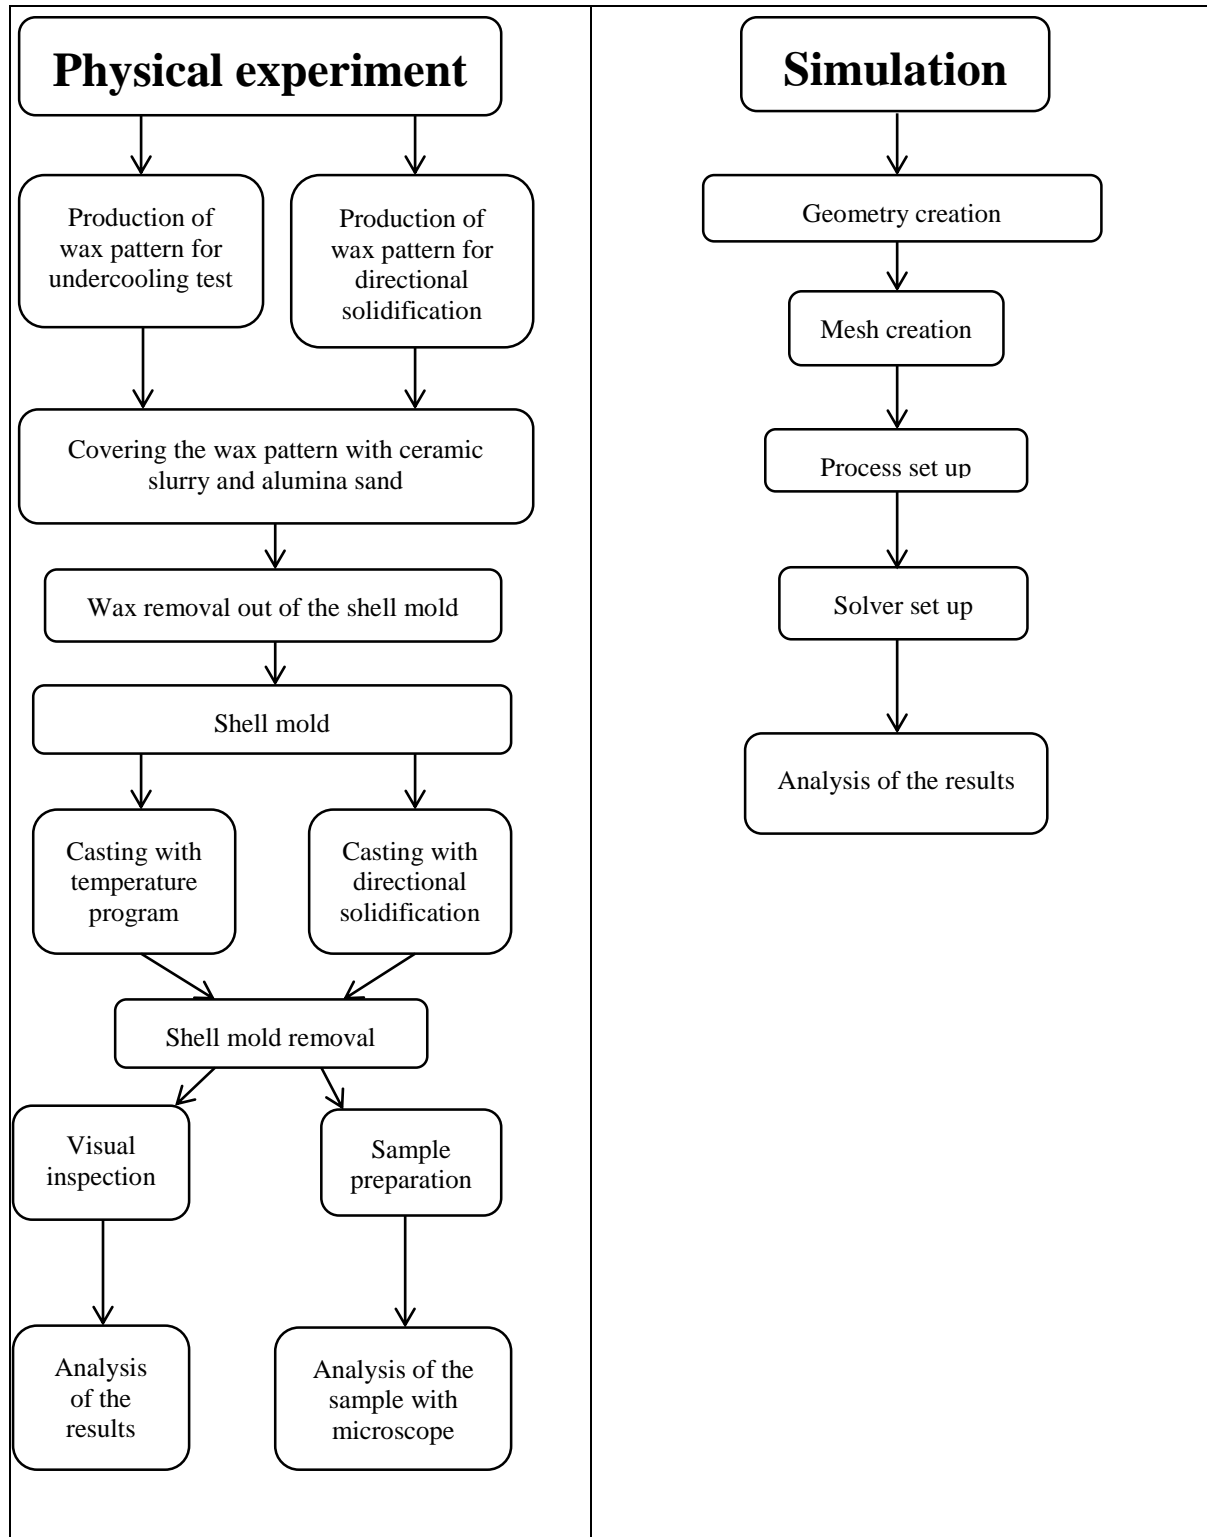 Physical experiment
Production of
wax pattern for
undercooling test
Production of
wax pattern for
directional
solidification
Covering the wax pattern with ceramic
slurry and alumina sand
Wax removal out of the shell mold
Shell mold
Casting with
temperature
program
Casting with
directional
solidification
Shell mold removal
Visual
inspection
Sample
preparation
Analysis
of the
results
Analysis of the
sample with
microscope
Simulation
Geometry creation
Mesh creation
Process set up
Solver set up
Analysis of the results